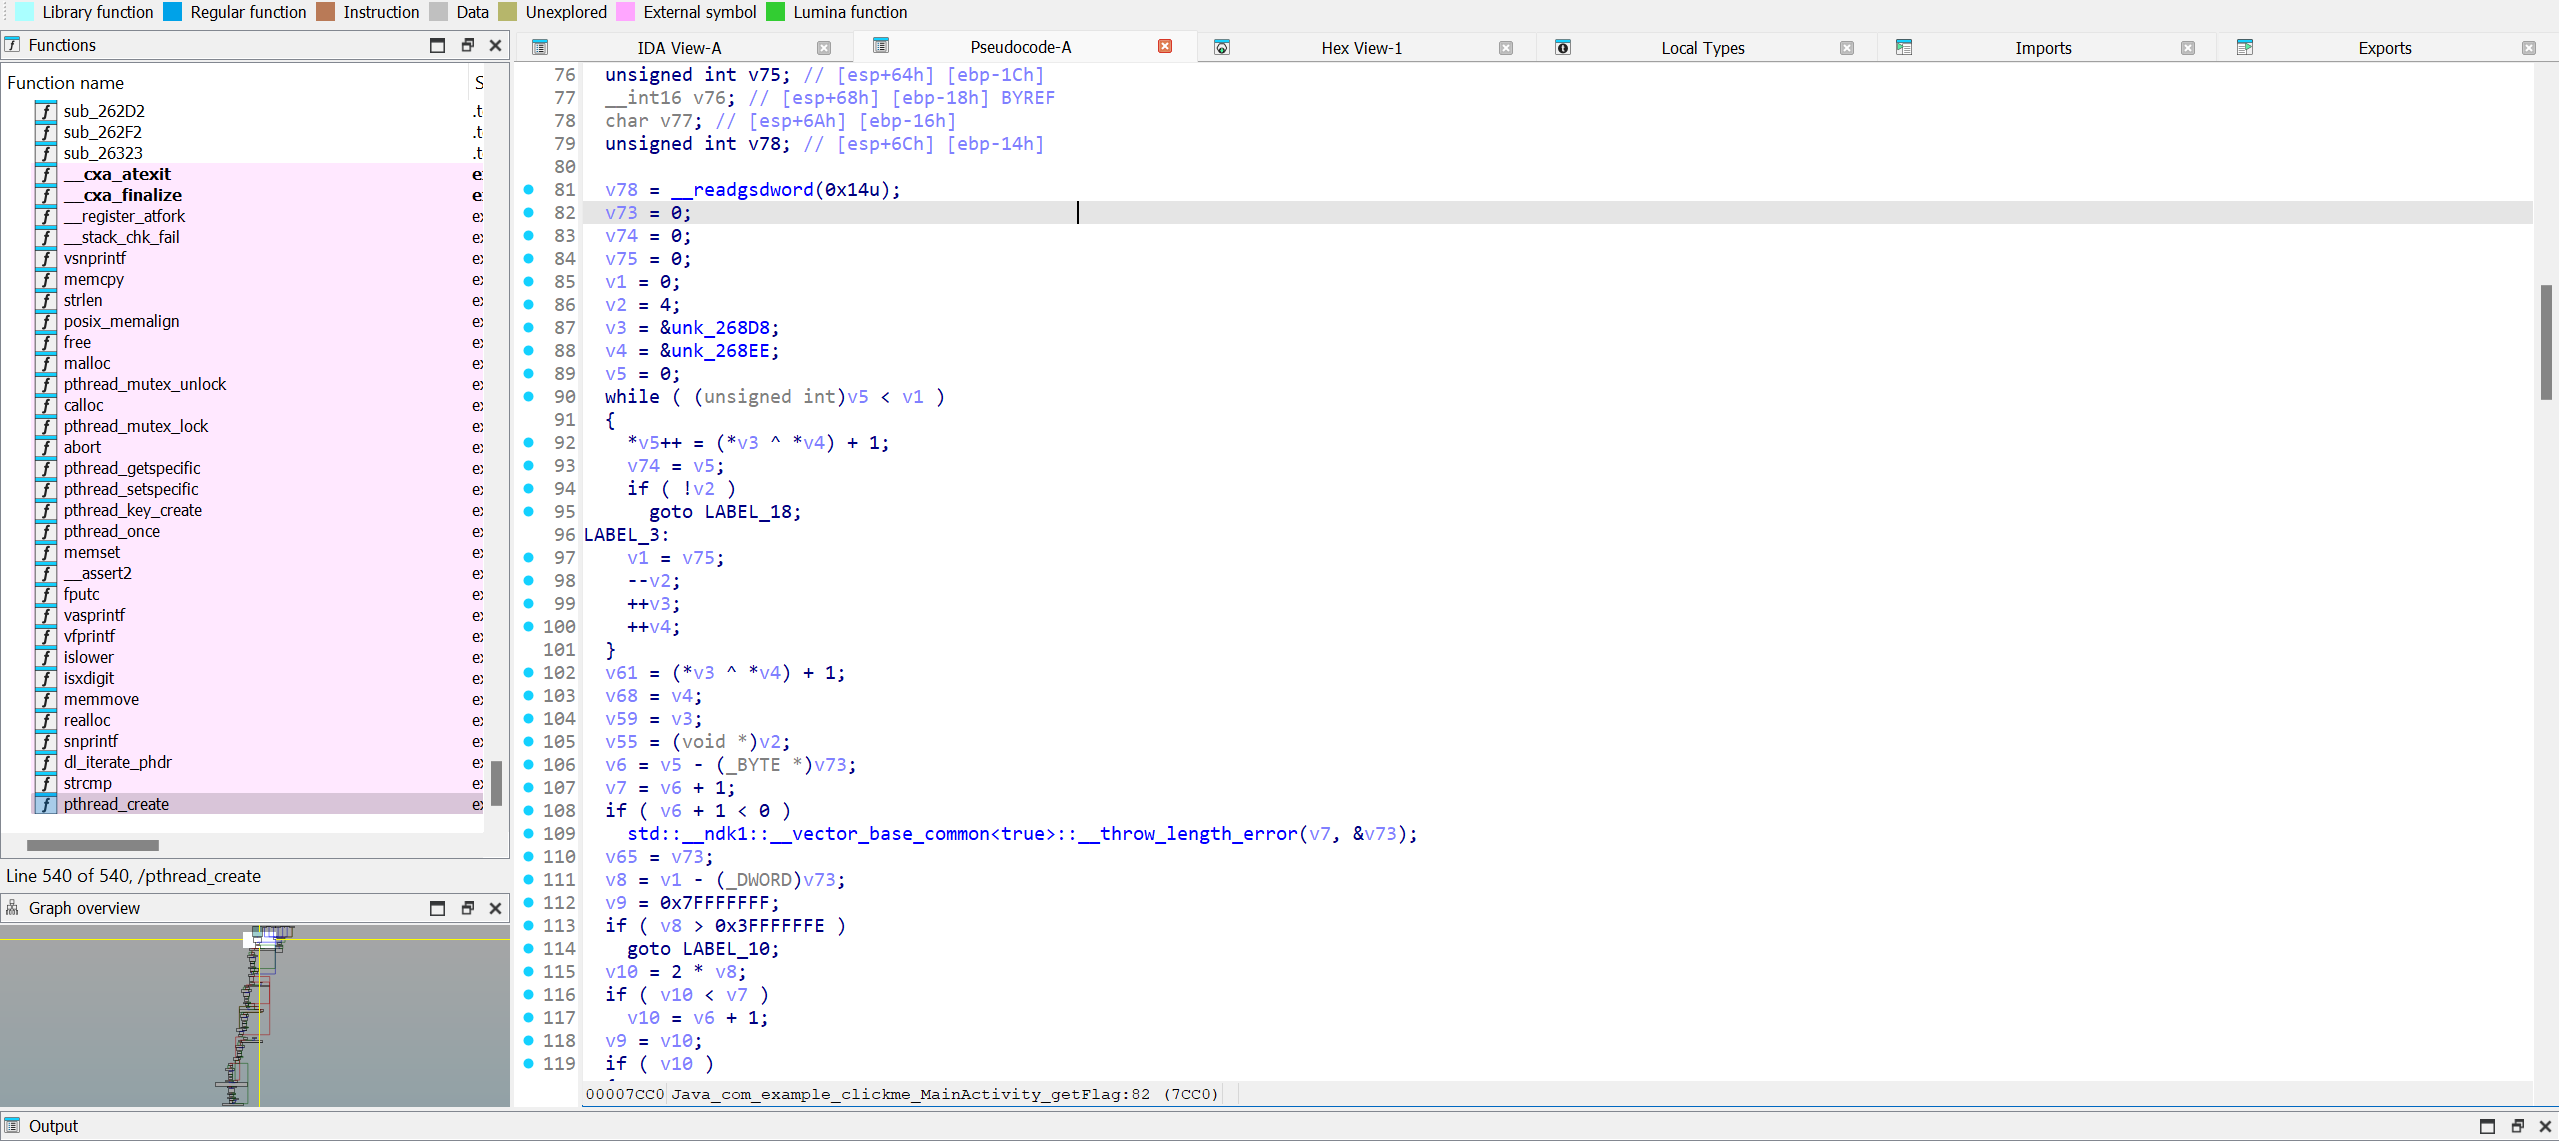 Library function Regular function Instruction Data Unexplored External symbol Lumina function
Functions
Function name S
sub_262D2 .t
sub_262F2 .t
sub_26323 .t
__cxa_atexit
__cxa_finalize
__register_atfork
__stack_chk_fail
vsnprintf
memcpy
strlen
posix_memalign
free
malloc
pthread_mutex_unlock
calloc
pthread_mutex_lock
abort
pthread_getspecific
pthread_setspecific
pthread_key_create
pthread_once
memset
__assert2
fputc
vasprintf
vfprintf
islower
isxdigit
memmove
realloc
snprintf
dl_iterate_phdr
strcmp
pthread_create
Line 540 of 540, /pthread_create
Graph overview
IDA View-A Pseudocode-A Hex View-1 Local Types Imports Exports
76 unsigned int v75; // [esp+64h] [ebp-1Ch]
77 __int16 v76; // [esp+68h] [ebp-18h] BYREF
78 char v77; // [esp+6Ah] [ebp-16h]
79 unsigned int v78; // [esp+6Ch] [ebp-14h]
80
81 v78 = __readgsdword(0x14u);
82 v73 = 0;
83 v74 = 0;
84 v75 = 0;
85 v1 = 0;
86 v2 = 4;
87 v3 = &unk_268D8;
88 v4 = &unk_268EE;
89 v5 = 0;
90 while ( (unsigned int)v5 < v1 )
91 {
92 *v5++ = (*v3 ^ *v4) + 1;
93 v74 = v5;
94 if ( !v2 )
95 goto LABEL_18;
96 LABEL_3:
97 v1 = v75;
98 --v2;
99 ++v3;
100 ++v4;
101 }
102 v61 = (*v3 ^ *v4) + 1;
103 v68 = v4;
104 v59 = v3;
105 v55 = (void *)v2;
106 v6 = v5 - (_BYTE *)v73;
107 v7 = v6 + 1;
108 if ( v6 + 1 < 0 )
109 std::__ndk1::__vector_base_common<true>::__throw_length_error(v7, &v73);
110 v65 = v73;
111 v8 = v1 - (_DWORD)v73;
112 v9 = 0x7FFFFFFF;
113 if ( v8 > 0x3FFFFFFE )
114 goto LABEL_10;
115 v10 = 2 * v8;
116 if ( v10 < v7 )
117 v10 = v6 + 1;
118 v9 = v10;
119 if ( v10 )
00007CC0 Java_com_example_clickme_MainActivity_getFlag:82 (7CC0)
Output